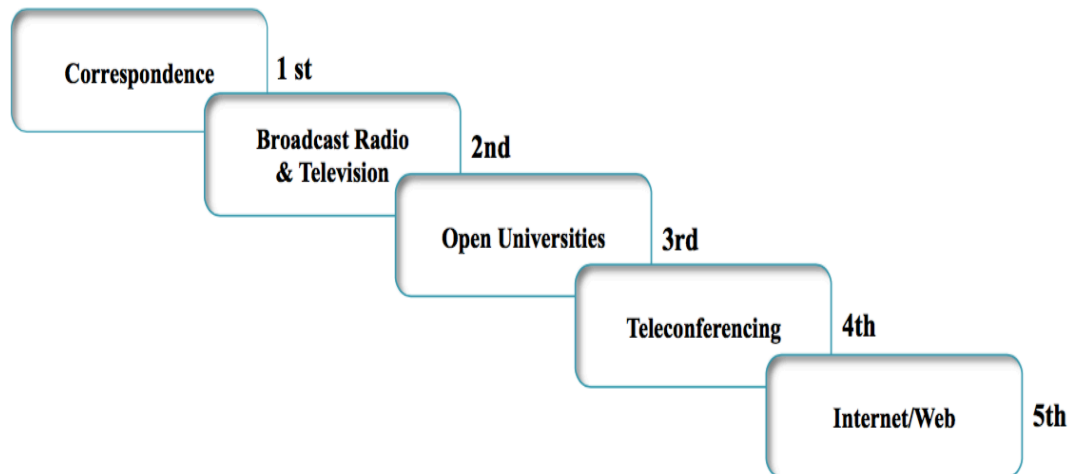 Correspondence
1 st
Broadcast Radio
& Television
2nd
Open Universities
3rd
Teleconferencing
4th
Internet/Web
5th